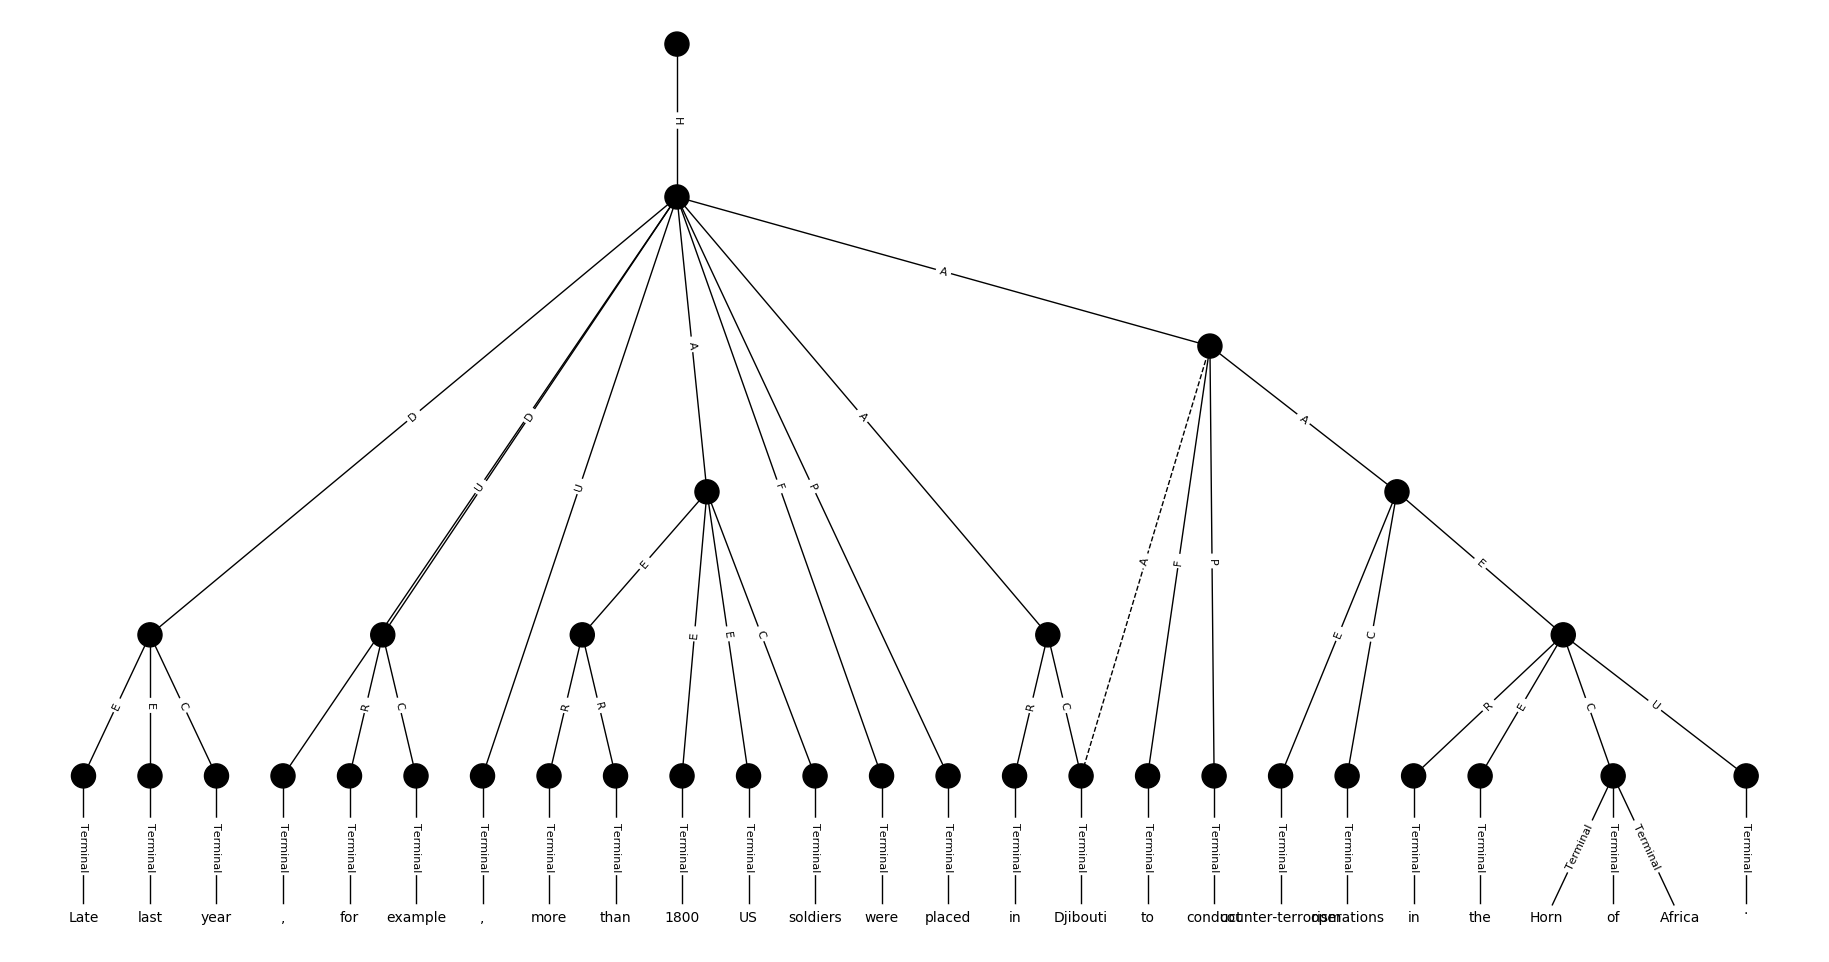 H
A
A
D
D
A
A
U
U
F
P
A
E
A
F
P
E
E
E
E
C
E
C
E
E
C
R
C
R
R
R
C
R
E
C
U
Terminal Terminal Terminal Terminal Terminal Terminal Terminal Terminal Terminal Terminal Terminal Terminal Terminal Terminal Terminal Terminal Terminal Terminal Terminal Terminal Terminal Terminal Terminal Terminal Terminal Terminal
Late last year , for example , more than 1800 US soldiers were placed in Djibouti to conduct counter-terrorism operations in the Horn of Africa .